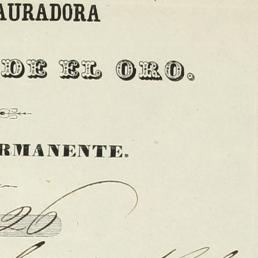 AURADORA
DE EL ORO.
RMANENTE.
26